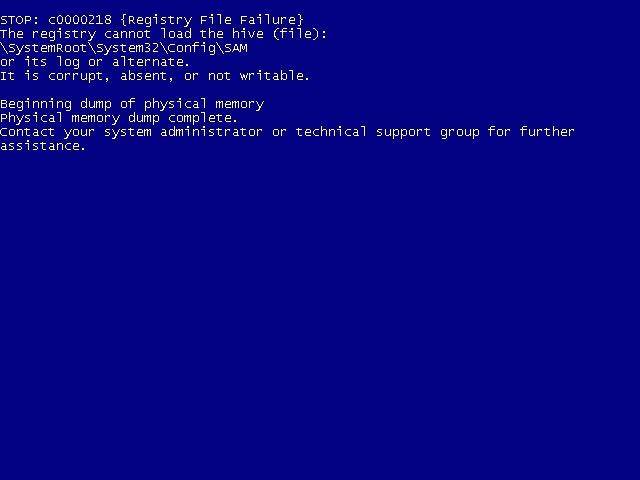 STOP: c0000218 {Registry File Failure}
The registry cannot load the hive (file):
\SystemRoot\System32\Config\SAM
or its log or alternate.
It is corrupt, absent, or not writable.

Beginning dump of physical memory
Physical memory dump complete.
Contact your system administrator or technical support group for further
assistance.